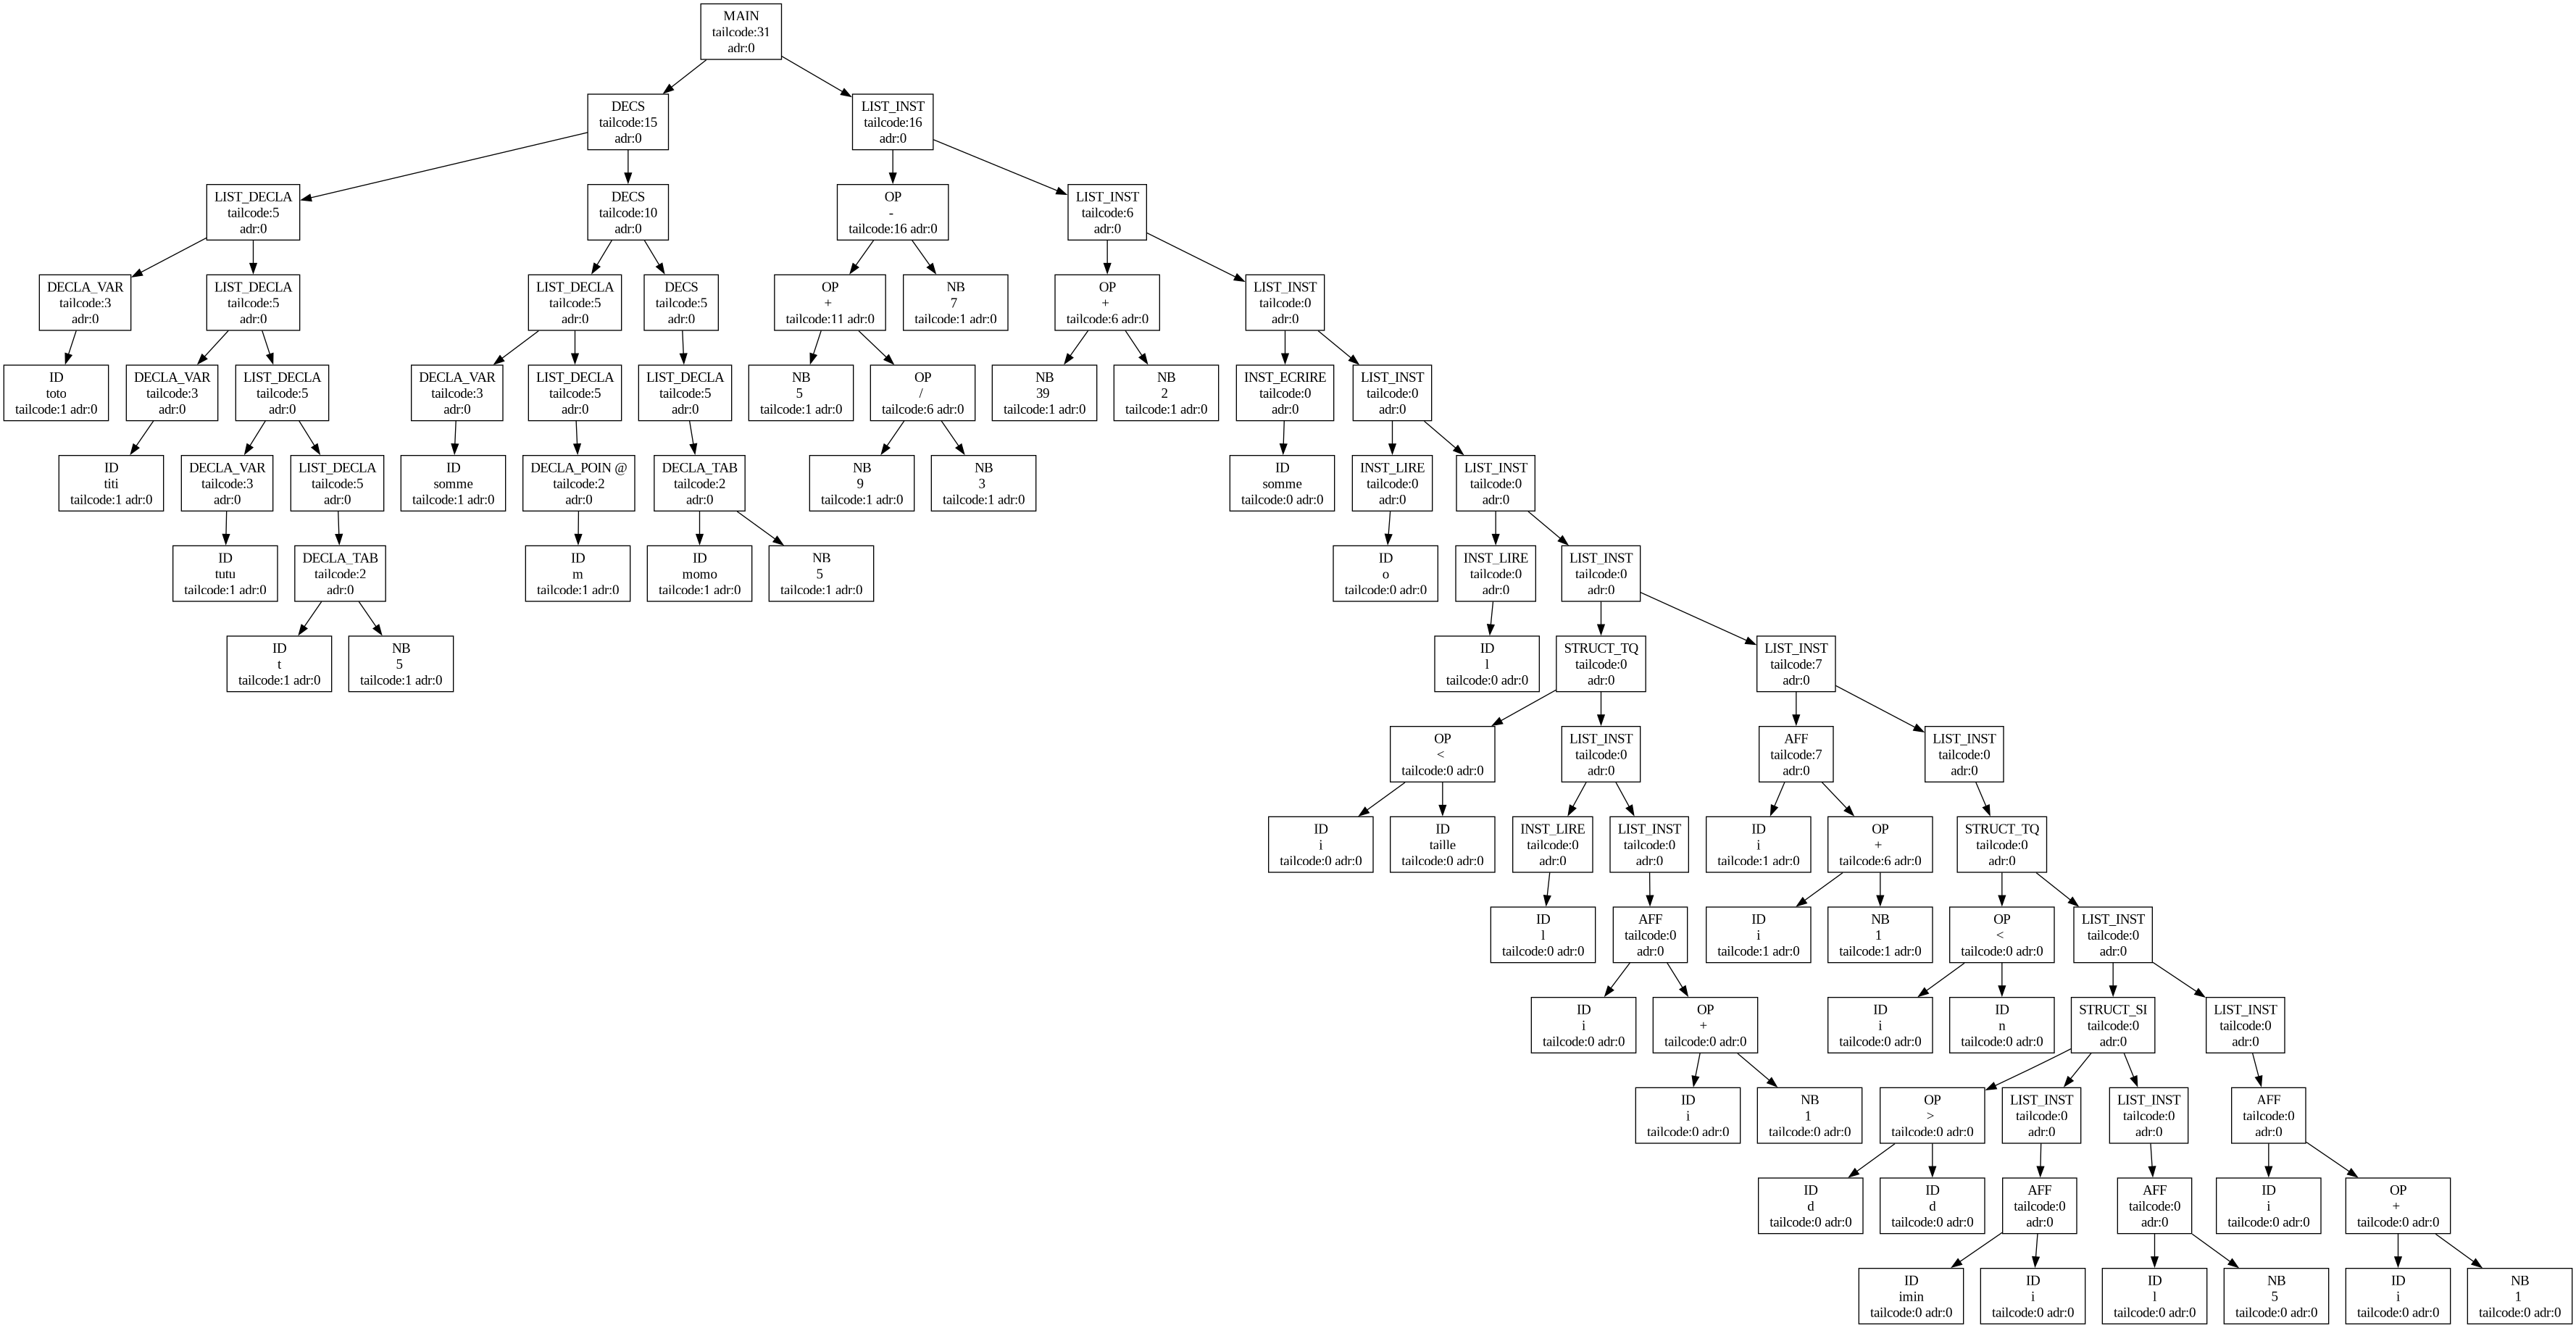 MAIN
tailcode:31
adr:0
DECS
tailcode:15
adr:0
LIST_INST
tailcode:16
adr:0
LIST_DECLA
tailcode:5
adr:0
DECS
tailcode:10
adr:0
OP
-
tailcode:16 adr:0
LIST_INST
tailcode:6
adr:0
DECLA_VAR
tailcode:3
adr:0
LIST_DECLA
tailcode:5
adr:0
LIST_DECLA
tailcode:5
adr:0
DECS
tailcode:5
adr:0
OP
+
tailcode:11 adr:0
NB
7
tailcode:1 adr:0
OP
+
tailcode:6 adr:0
LIST_INST
tailcode:0
adr:0
ID
toto
tailcode:1 adr:0
DECLA_VAR
tailcode:3
adr:0
LIST_DECLA
tailcode:5
adr:0
DECLA_VAR
tailcode:3
adr:0
LIST_DECLA
tailcode:5
adr:0
LIST_DECLA
tailcode:5
adr:0
NB
5
tailcode:1 adr:0
OP
/
tailcode:6 adr:0
NB
39
tailcode:1 adr:0
NB
2
tailcode:1 adr:0
INST_ECRIRE
tailcode:0
adr:0
LIST_INST
tailcode:0
adr:0
ID
titi
tailcode:1 adr:0
DECLA_VAR
tailcode:3
adr:0
LIST_DECLA
tailcode:5
adr:0
ID
somme
tailcode:1 adr:0
DECLA_POIN @
tailcode:2
adr:0
DECLA_TAB
tailcode:2
adr:0
NB
9
tailcode:1 adr:0
NB
3
tailcode:1 adr:0
ID
somme
tailcode:0 adr:0
INST_LIRE
tailcode:0
adr:0
LIST_INST
tailcode:0
adr:0
ID
tutu
tailcode:1 adr:0
DECLA_TAB
tailcode:2
adr:0
ID
m
tailcode:1 adr:0
ID
momo
tailcode:1 adr:0
NB
5
tailcode:1 adr:0
ID
o
tailcode:0 adr:0
INST_LIRE
tailcode:0
adr:0
LIST_INST
tailcode:0
adr:0
ID
t
tailcode:1 adr:0
NB
5
tailcode:1 adr:0
ID
l
tailcode:0 adr:0
STRUCT_TQ
tailcode:0
adr:0
LIST_INST
tailcode:7
adr:0
OP
<
tailcode:0 adr:0
LIST_INST
tailcode:0
adr:0
AFF
tailcode:7
adr:0
LIST_INST
tailcode:0
adr:0
ID
i
tailcode:0 adr:0
ID
taille
tailcode:0 adr:0
INST_LIRE
tailcode:0
adr:0
LIST_INST
tailcode:0
adr:0
ID
i
tailcode:1 adr:0
OP
+
tailcode:6 adr:0
STRUCT_TQ
tailcode:0
adr:0
ID
l
tailcode:0 adr:0
AFF
tailcode:0
adr:0
ID
i
tailcode:1 adr:0
NB
1
tailcode:1 adr:0
OP
<
tailcode:0 adr:0
LIST_INST
tailcode:0
adr:0
ID
i
tailcode:0 adr:0
OP
+
tailcode:0 adr:0
ID
i
tailcode:0 adr:0
ID
n
tailcode:0 adr:0
STRUCT_SI
tailcode:0
adr:0
LIST_INST
tailcode:0
adr:0
ID
i
tailcode:0 adr:0
NB
1
tailcode:0 adr:0
OP
>
tailcode:0 adr:0
LIST_INST
tailcode:0
adr:0
LIST_INST
tailcode:0
adr:0
AFF
tailcode:0
adr:0
ID
d
tailcode:0 adr:0
ID
d
tailcode:0 adr:0
AFF
tailcode:0
adr:0
AFF
tailcode:0
adr:0
ID
i
tailcode:0 adr:0
OP
+
tailcode:0 adr:0
ID
imin
tailcode:0 adr:0
ID
i
tailcode:0 adr:0
ID
l
tailcode:0 adr:0
NB
5
tailcode:0 adr:0
ID
i
tailcode:0 adr:0
NB
1
tailcode:0 adr:0